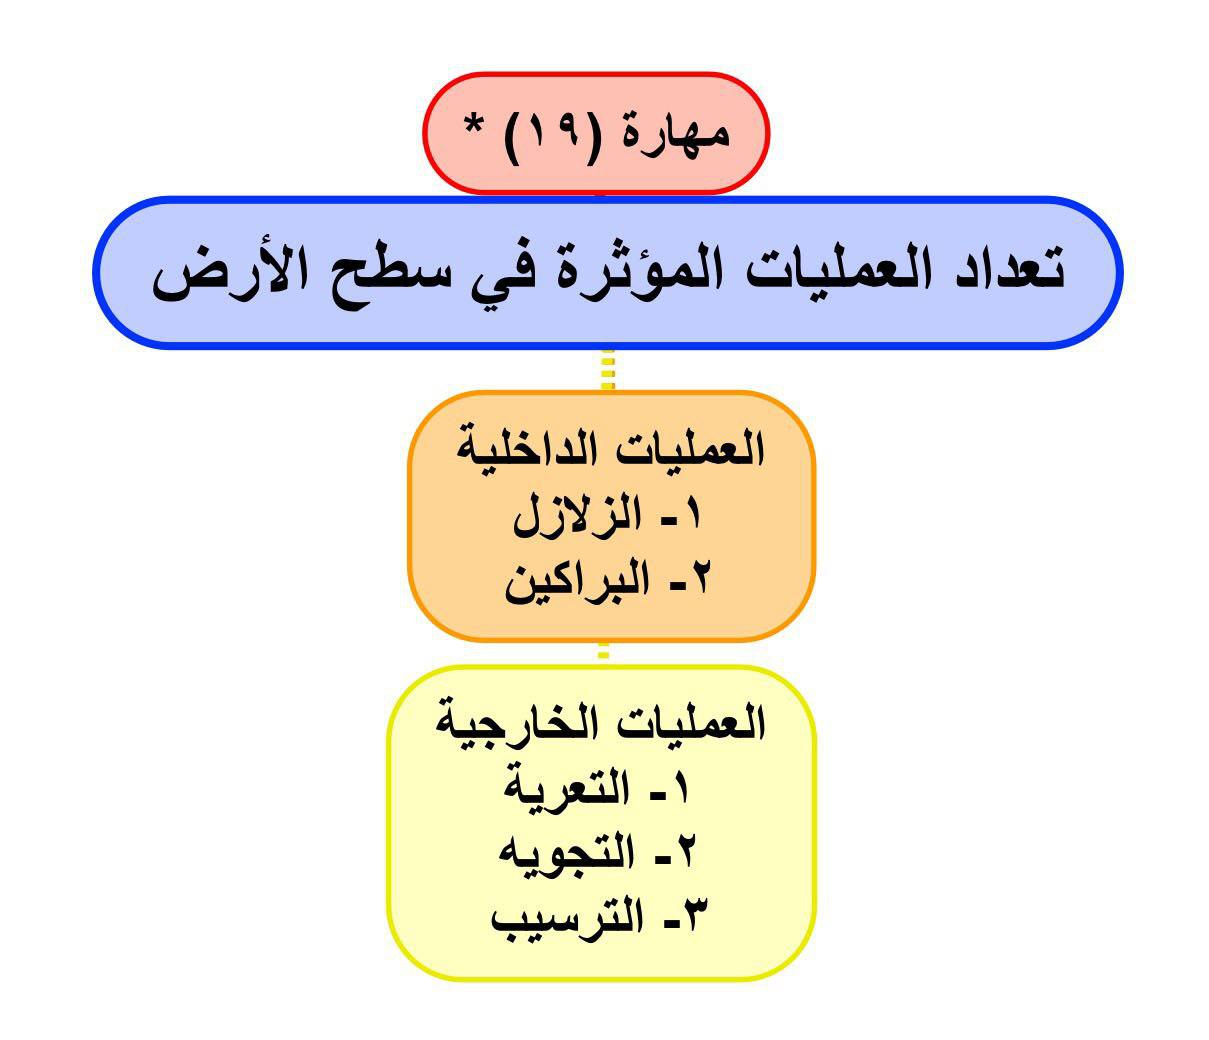 مهارة (١٩) *
تعداد العمليات المؤثرة في سطح الأرض
العمليات الداخلية
١- الزلازل
٢- البراكين
العمليات الخارجية
١- التعرية
٢- التجويه
٣- الترسيب